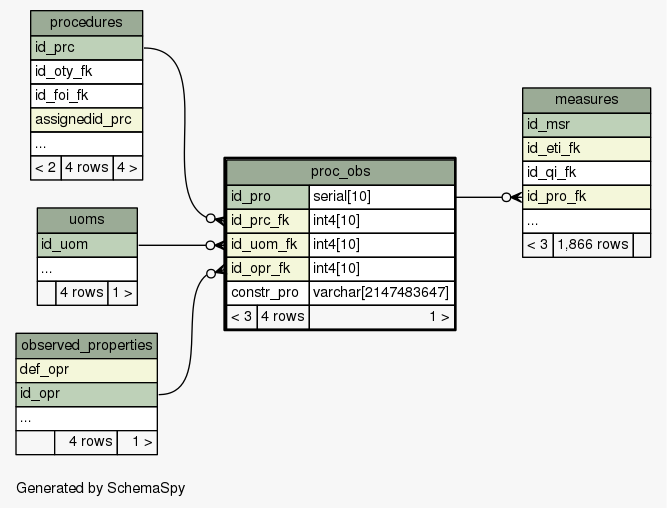 procedures
id_prc
id_oty_fk
id_foi_fk
assignedid_prc
...
< 2 4 rows 4 >
uoms
id_uom
...
4 rows 1 >
observed_properties
def_opr
id_opr
...
4 rows 1 >
proc_obs
id_pro serial[10]
id_prc_fk int4[10]
id_uom_fk int4[10]
id_opr_fk int4[10]
constr_pro varchar[2147483647]
< 3 4 rows 1 >
measures
id_msr
id_eti_fk
id_qi_fk
id_pro_fk
...
< 3 1,866 rows
Generated by SchemaSpy